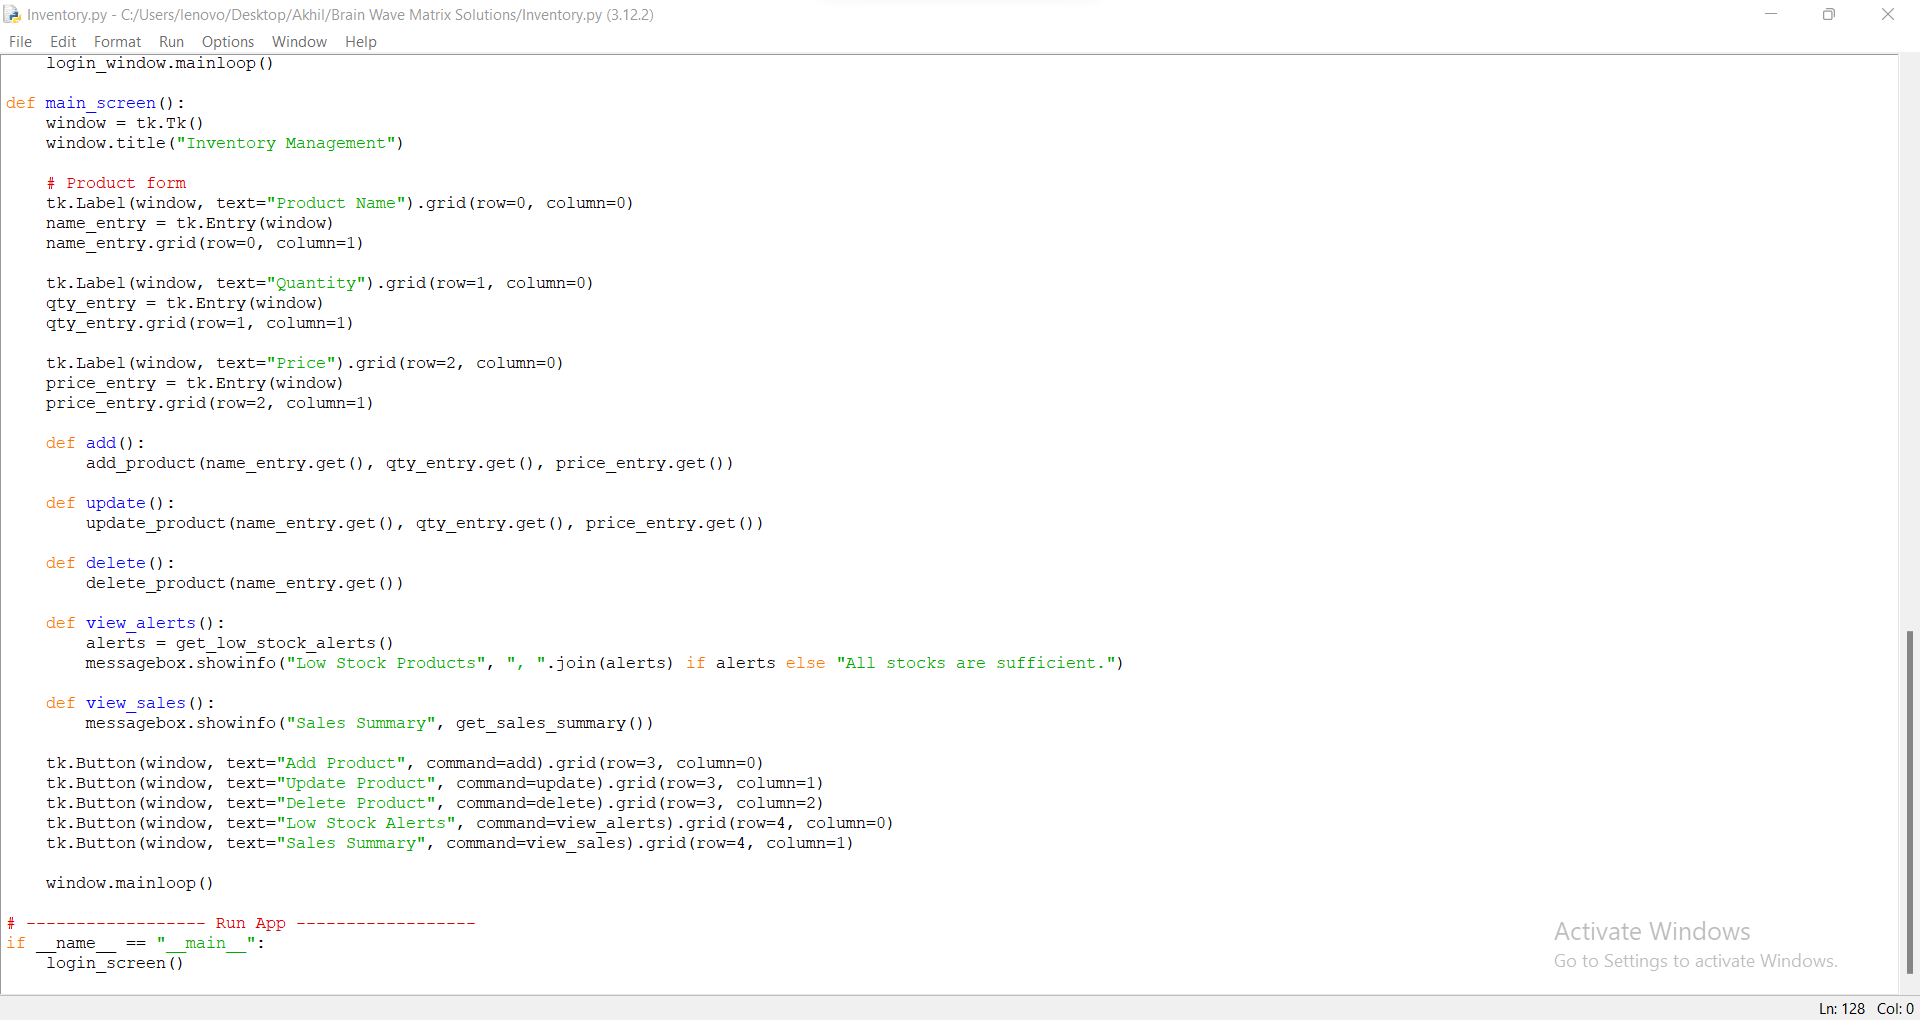 Inventory.py - C:/Users/lenovo/Desktop/Akhil/Brain Wave Matrix Solutions/Inventory.py (3.12.2)
File Edit Format Run Options Window Help
    login_window.mainloop()

def main_screen():
    window = tk.Tk()
    window.title("Inventory Management")

    # Product form
    tk.Label(window, text="Product Name").grid(row=0, column=0)
    name_entry = tk.Entry(window)
    name_entry.grid(row=0, column=1)

    tk.Label(window, text="Quantity").grid(row=1, column=0)
    qty_entry = tk.Entry(window)
    qty_entry.grid(row=1, column=1)

    tk.Label(window, text="Price").grid(row=2, column=0)
    price_entry = tk.Entry(window)
    price_entry.grid(row=2, column=1)

    def add():
        add_product(name_entry.get(), qty_entry.get(), price_entry.get())

    def update():
        update_product(name_entry.get(), qty_entry.get(), price_entry.get())

    def delete():
        delete_product(name_entry.get())

    def view_alerts():
        alerts = get_low_stock_alerts()
        messagebox.showinfo("Low Stock Products", ", ".join(alerts) if alerts else "All stocks are sufficient.")

    def view_sales():
        messagebox.showinfo("Sales Summary", get_sales_summary())

    tk.Button(window, text="Add Product", command=add).grid(row=3, column=0)
    tk.Button(window, text="Update Product", command=update).grid(row=3, column=1)
    tk.Button(window, text="Delete Product", command=delete).grid(row=3, column=2)
    tk.Button(window, text="Low Stock Alerts", command=view_alerts).grid(row=4, column=0)
    tk.Button(window, text="Sales Summary", command=view_sales).grid(row=4, column=1)

    window.mainloop()

# ------------------ Run App ------------------
if __name__ == "__main__":
    login_screen()
Activate Windows
Go to Settings to activate Windows.
Ln: 128 Col: 0